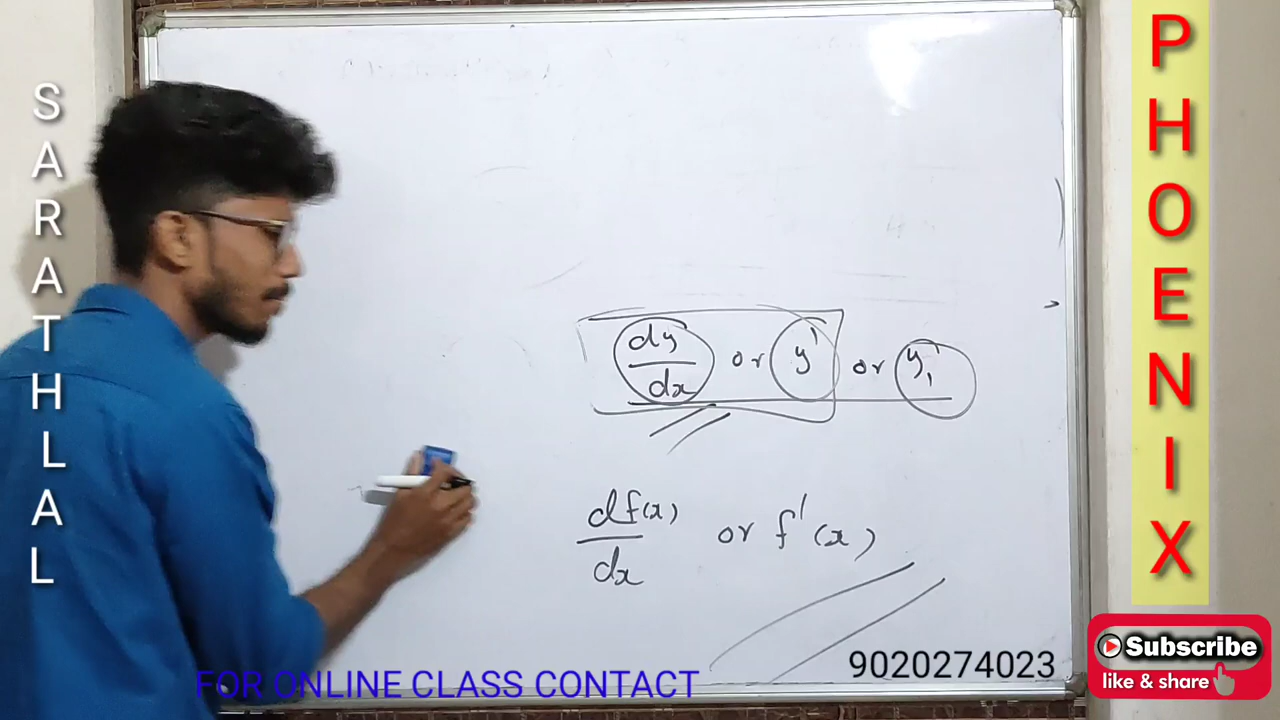 SARATHLAL
dy/dx or y' or y₁'
df(x)/dx or f'(x)
FOR ONLINE CLASS CONTACT
9020274023
PHOENIX
Subscribe
like & share